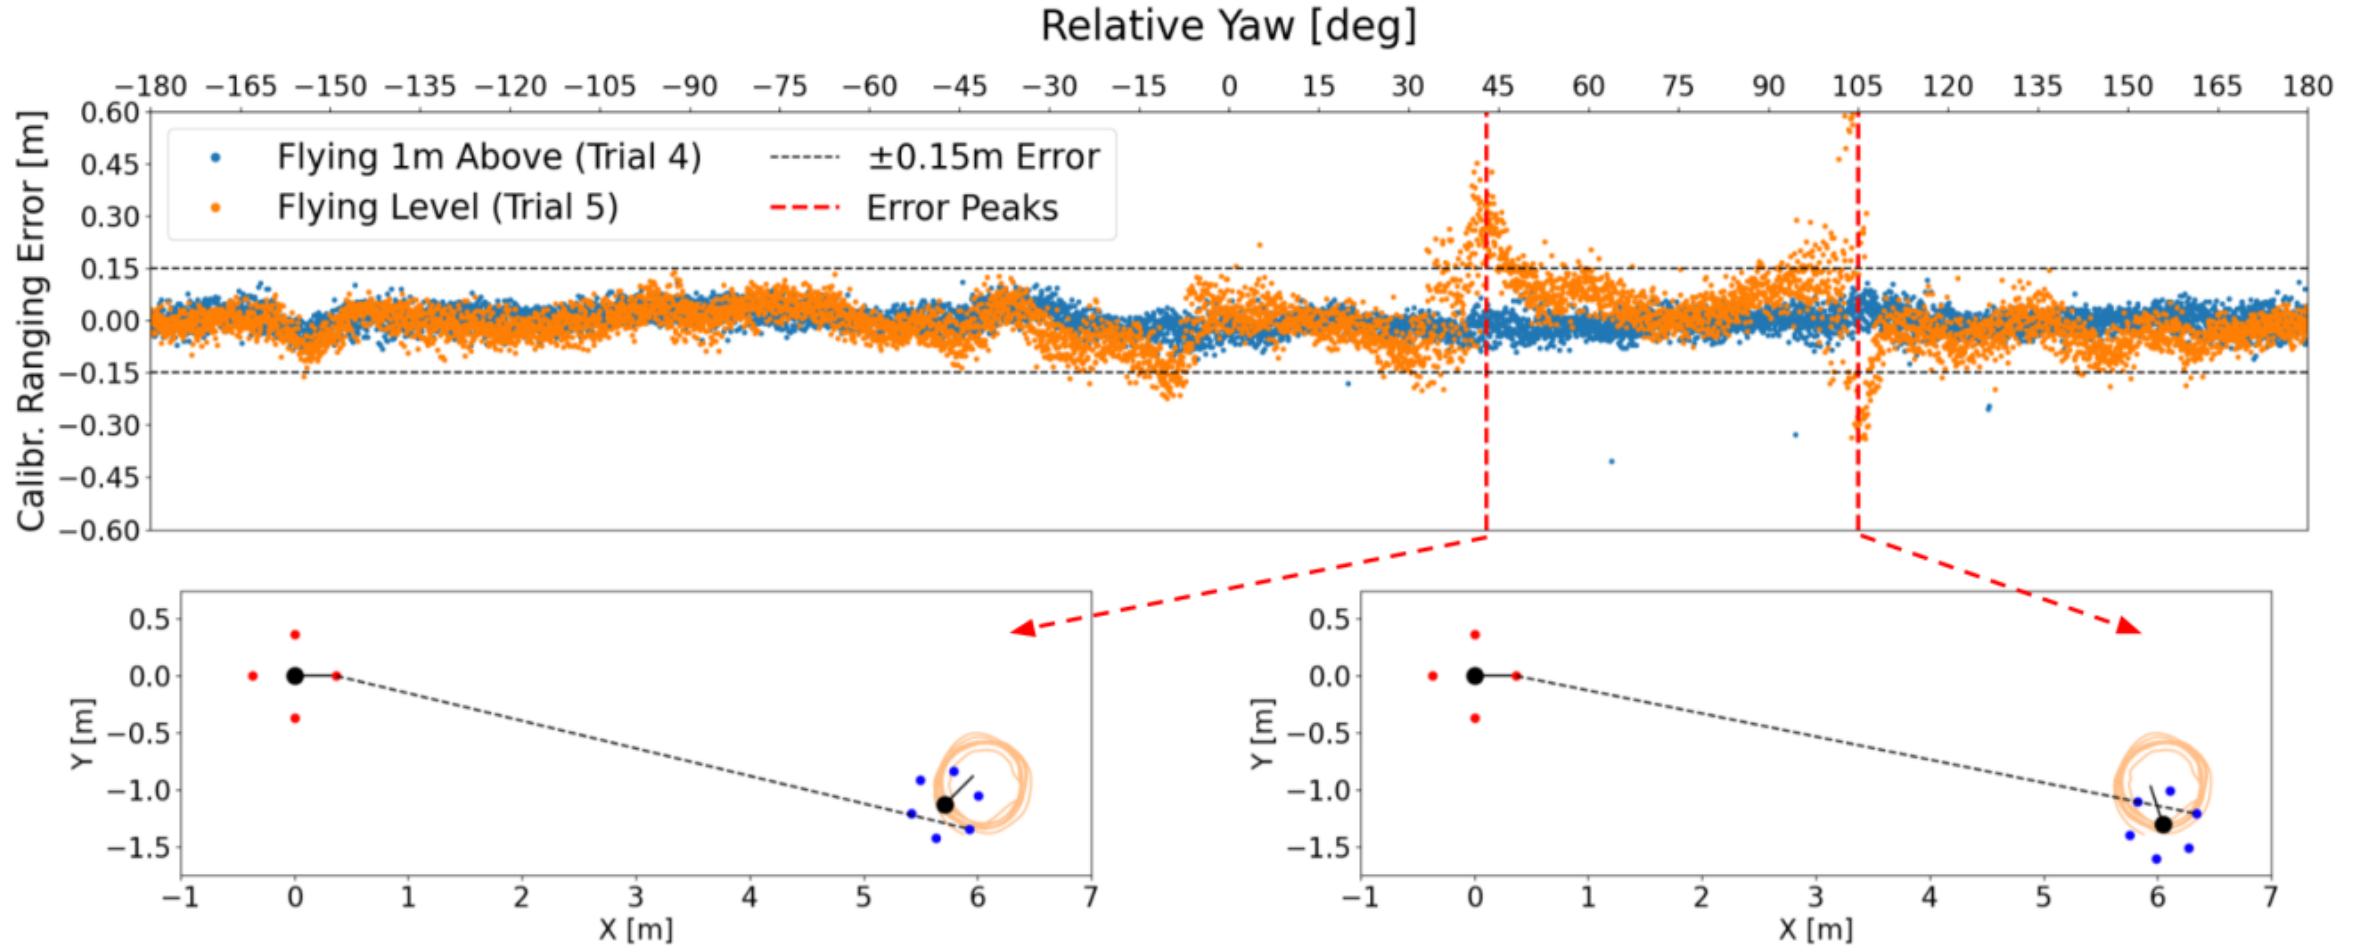 Relative Yaw [deg]
−180 −165 −150 −135 −120 −105 −90 −75 −60 −45 −30 −15 0 15 30 45 60 75 90 105 120 135 150 165 180
Calibr. Ranging Error [m]
0.60
0.45
0.30
0.15
0.00
−0.15
−0.30
−0.45
−0.60
Flying 1m Above (Trial 4)
Flying Level (Trial 5)
±0.15m Error
Error Peaks
Y [m]
0.5
0.0
−0.5
−1.0
−1.5
−1 0 1 2 3 4 5 6 7
X [m]
Y [m]
0.5
0.0
−0.5
−1.0
−1.5
−1 0 1 2 3 4 5 6 7
X [m]